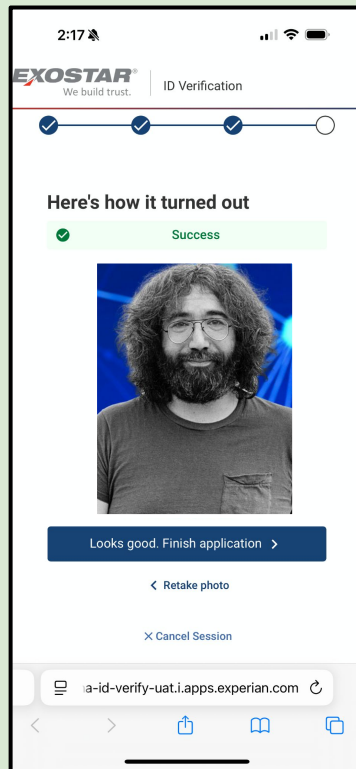 2:17
EXOSTAR®
We build trust.
ID Verification
Here's how it turned out
Success
Looks good. Finish application
Retake photo
Cancel Session
a-id-verify-uat.i.apps.experian.com